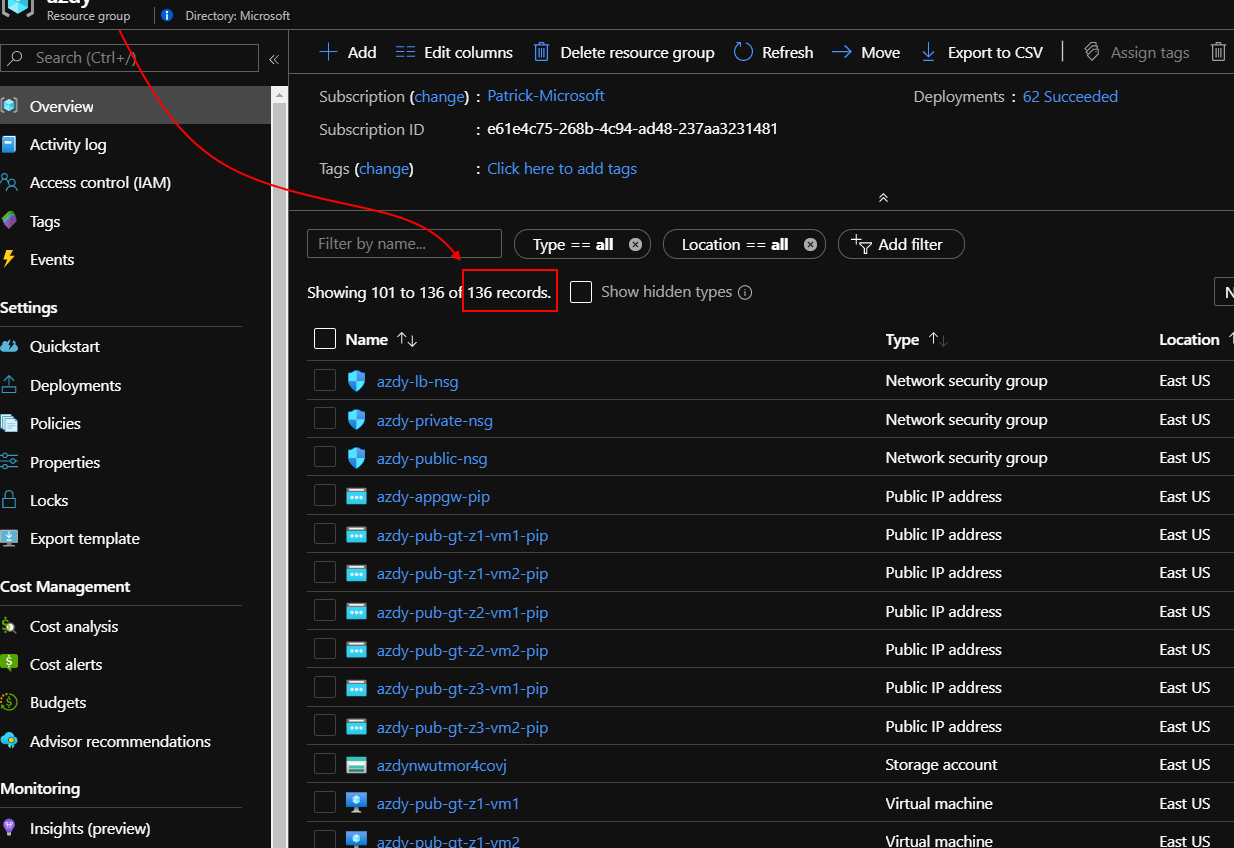 azdy
Resource group
Directory: Microsoft
Search (Ctrl+/)
«
Overview
Activity log
Access control (IAM)
Tags
Events
Settings
Quickstart
Deployments
Policies
Properties
Locks
Export template
Cost Management
Cost analysis
Cost alerts
Budgets
Advisor recommendations
Monitoring
Insights (preview)
Add Edit columns Delete resource group Refresh Move Export to CSV Assign tags
Subscription (change) : Patrick-Microsoft Deployments : 62 Succeeded
Subscription ID : e61e4c75-268b-4c94-ad48-237aa3231481
Tags (change) : Click here to add tags
Filter by name... Type == all Location == all Add filter
Showing 101 to 136 of 136 records. Show hidden types
Name Type Location
azdy-lb-nsg Network security group East US
azdy-private-nsg Network security group East US
azdy-public-nsg Network security group East US
azdy-appgw-pip Public IP address East US
azdy-pub-gt-z1-vm1-pip Public IP address East US
azdy-pub-gt-z1-vm2-pip Public IP address East US
azdy-pub-gt-z2-vm1-pip Public IP address East US
azdy-pub-gt-z2-vm2-pip Public IP address East US
azdy-pub-gt-z3-vm1-pip Public IP address East US
azdy-pub-gt-z3-vm2-pip Public IP address East US
azdynwutmor4covj Storage account East US
azdy-pub-gt-z1-vm1 Virtual machine East US
azdy-pub-gt-z1-vm2 Virtual machine East US